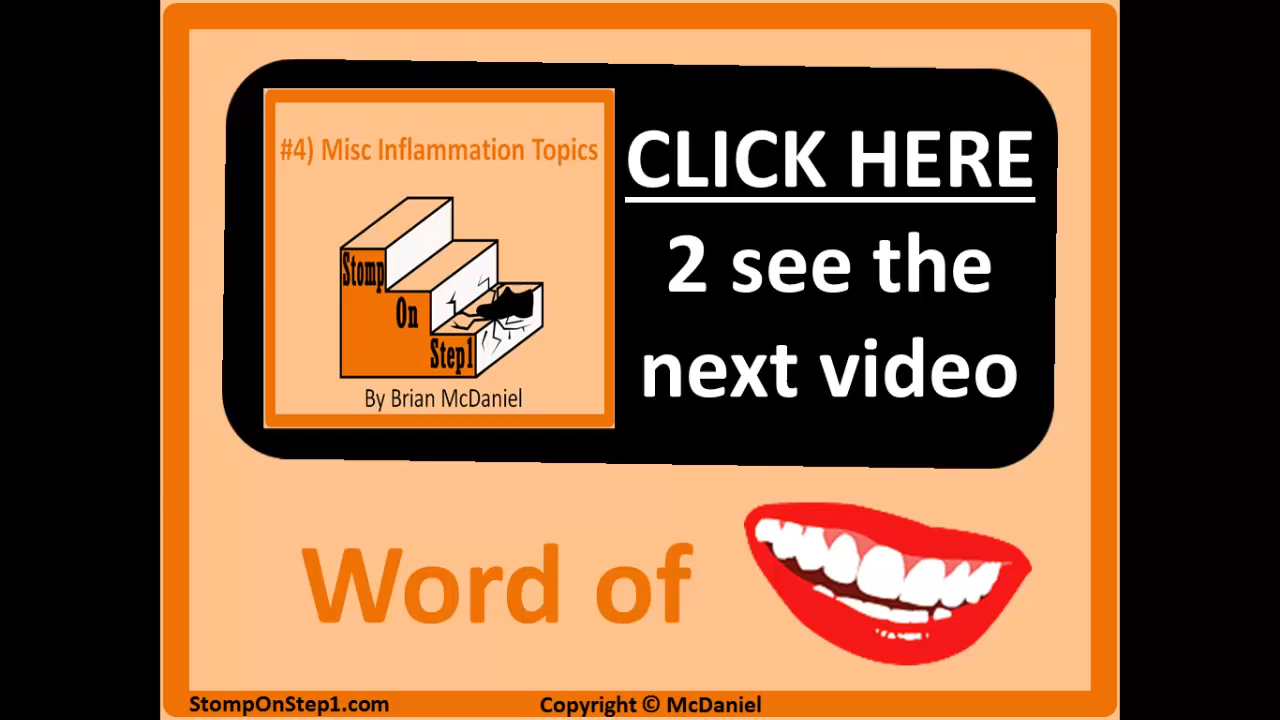 #4) Misc Inflammation Topics
Stomp
On
Step1
By Brian McDaniel
CLICK HERE
2 see the
next video
Word of
StompOnStep1.com
Copyright © McDaniel